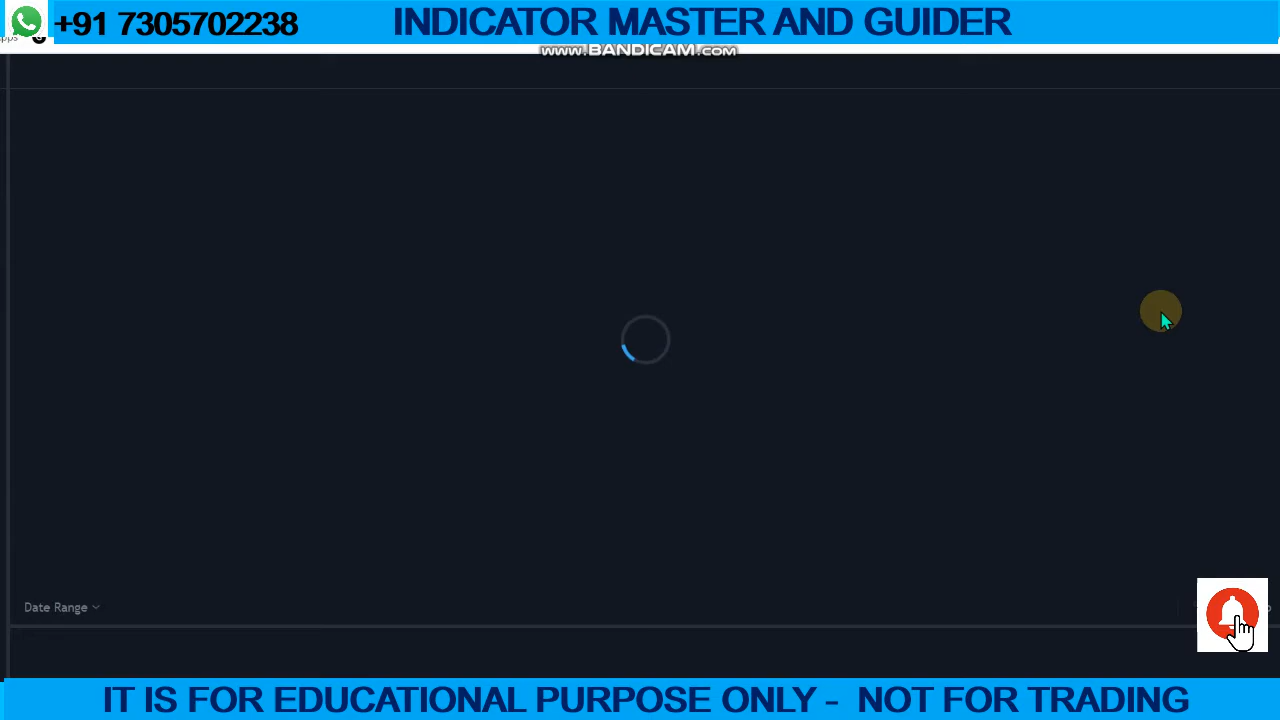 +91 7305702238
INDICATOR MASTER AND GUIDER
www.BANDICAM.com
Date Range
IT IS FOR EDUCATIONAL PURPOSE ONLY - NOT FOR TRADING